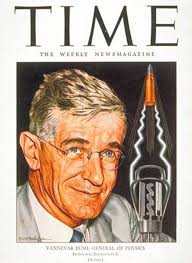 TIME
THE WEEKLY NEWSMAGAZINE
VANNEVAR BUSH: GENERAL OF PHYSICS